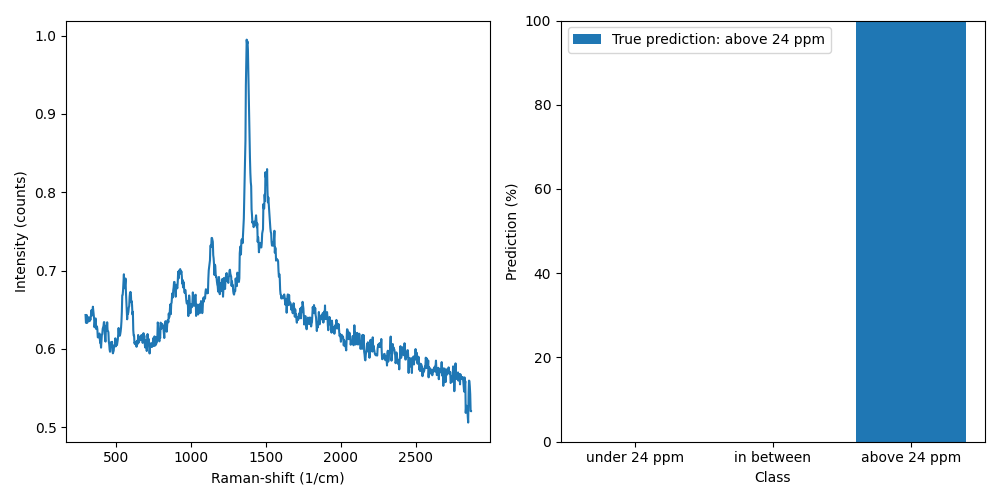 1.0
0.9
0.8
0.7
0.6
0.5
Intensity (counts)
500 1000 1500 2000 2500
Raman-shift (1/cm)
100
80
60
40
20
0
Prediction (%)
True prediction: above 24 ppm
under 24 ppm in between above 24 ppm
Class